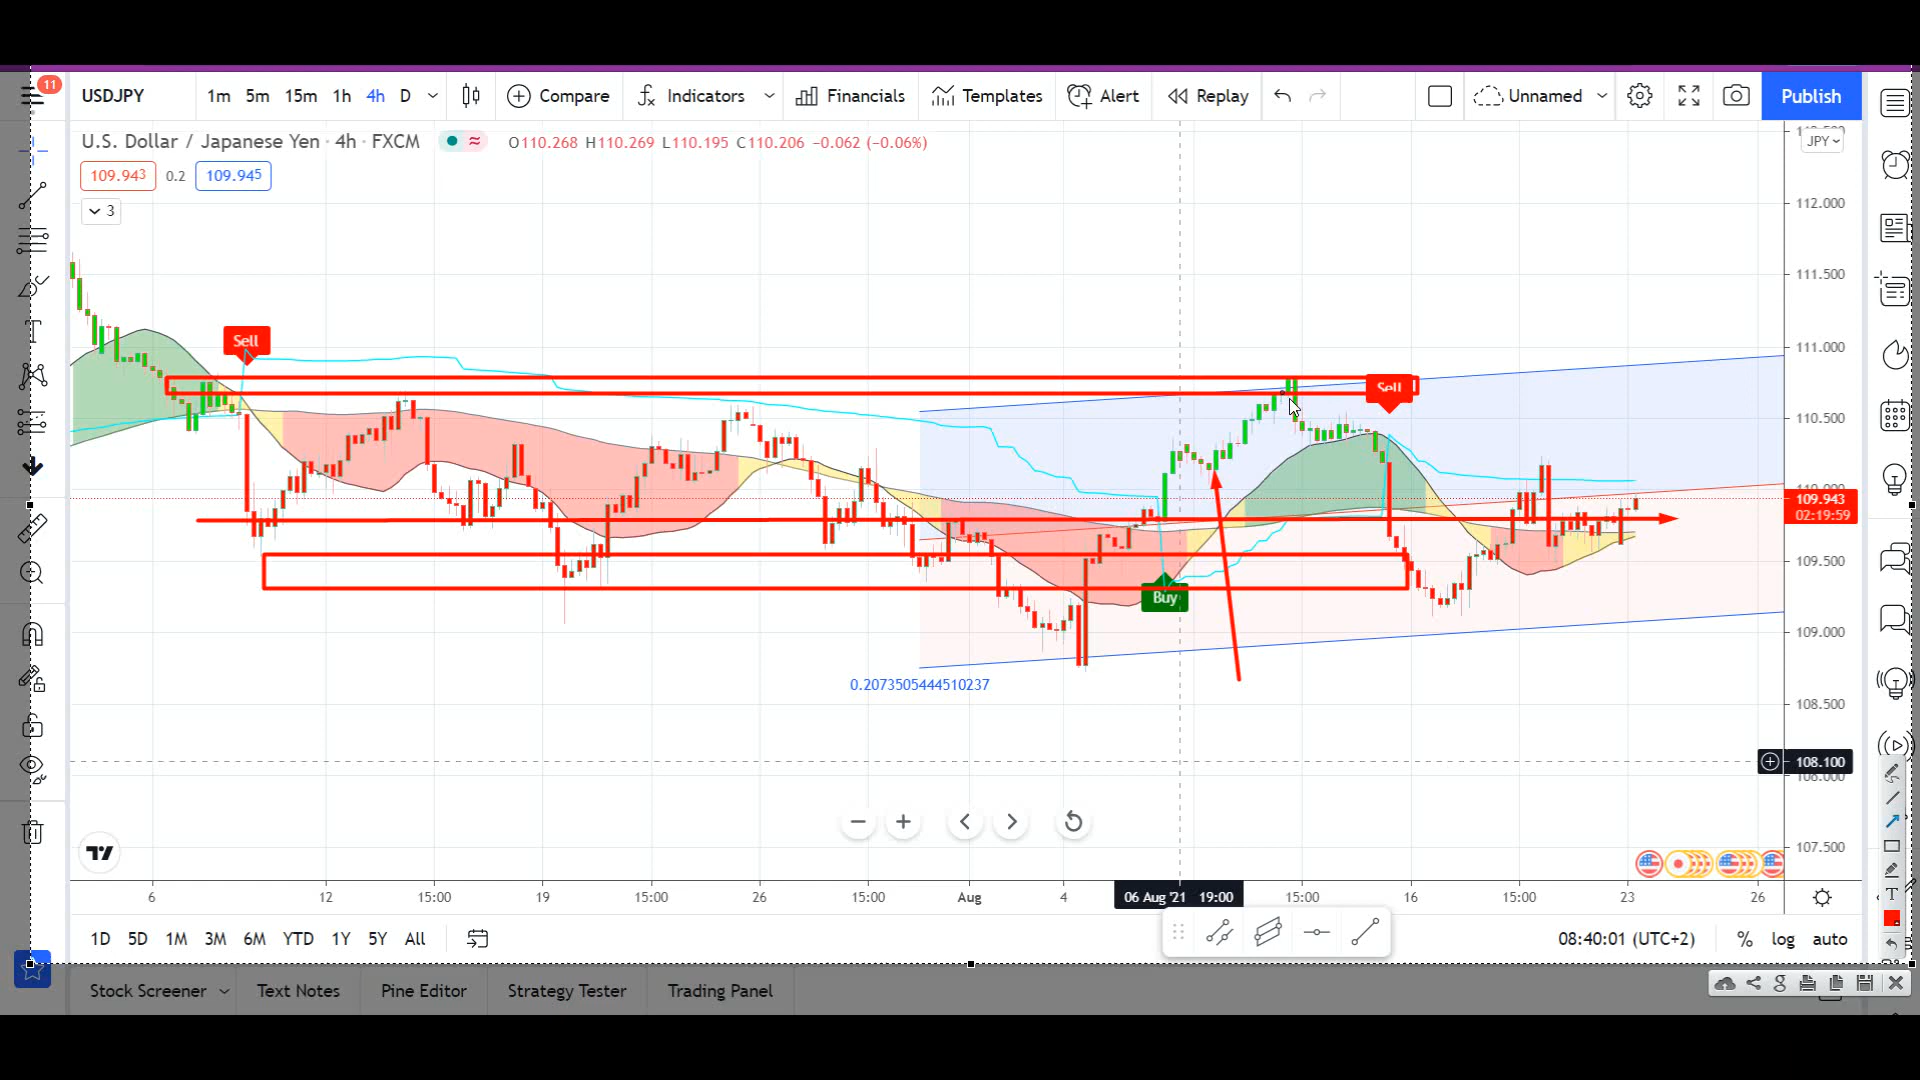 11
USDJPY 1m 5m 15m 1h 4h D Compare Indicators Financials Templates Alert Replay Unnamed Publish
U.S. Dollar / Japanese Yen · 4h · FXCM O110.268 H110.269 L110.195 C110.206 −0.062 (−0.06%)
JPY
109.943 0.2 109.945
3
112.000
111.500
111.000
110.500
109.943
02:19:59
109.500
109.000
108.500
108.100
108.000
107.500
Sell
Sell
Buy
0.2073505444510237
6 12 15:00 19 15:00 26 15:00 Aug 4 06 Aug '21 19:00 15:00 16 15:00 23 26
1D 5D 1M 3M 6M YTD 1Y 5Y All 08:40:01 (UTC+2) % log auto
Stock Screener Text Notes Pine Editor Strategy Tester Trading Panel